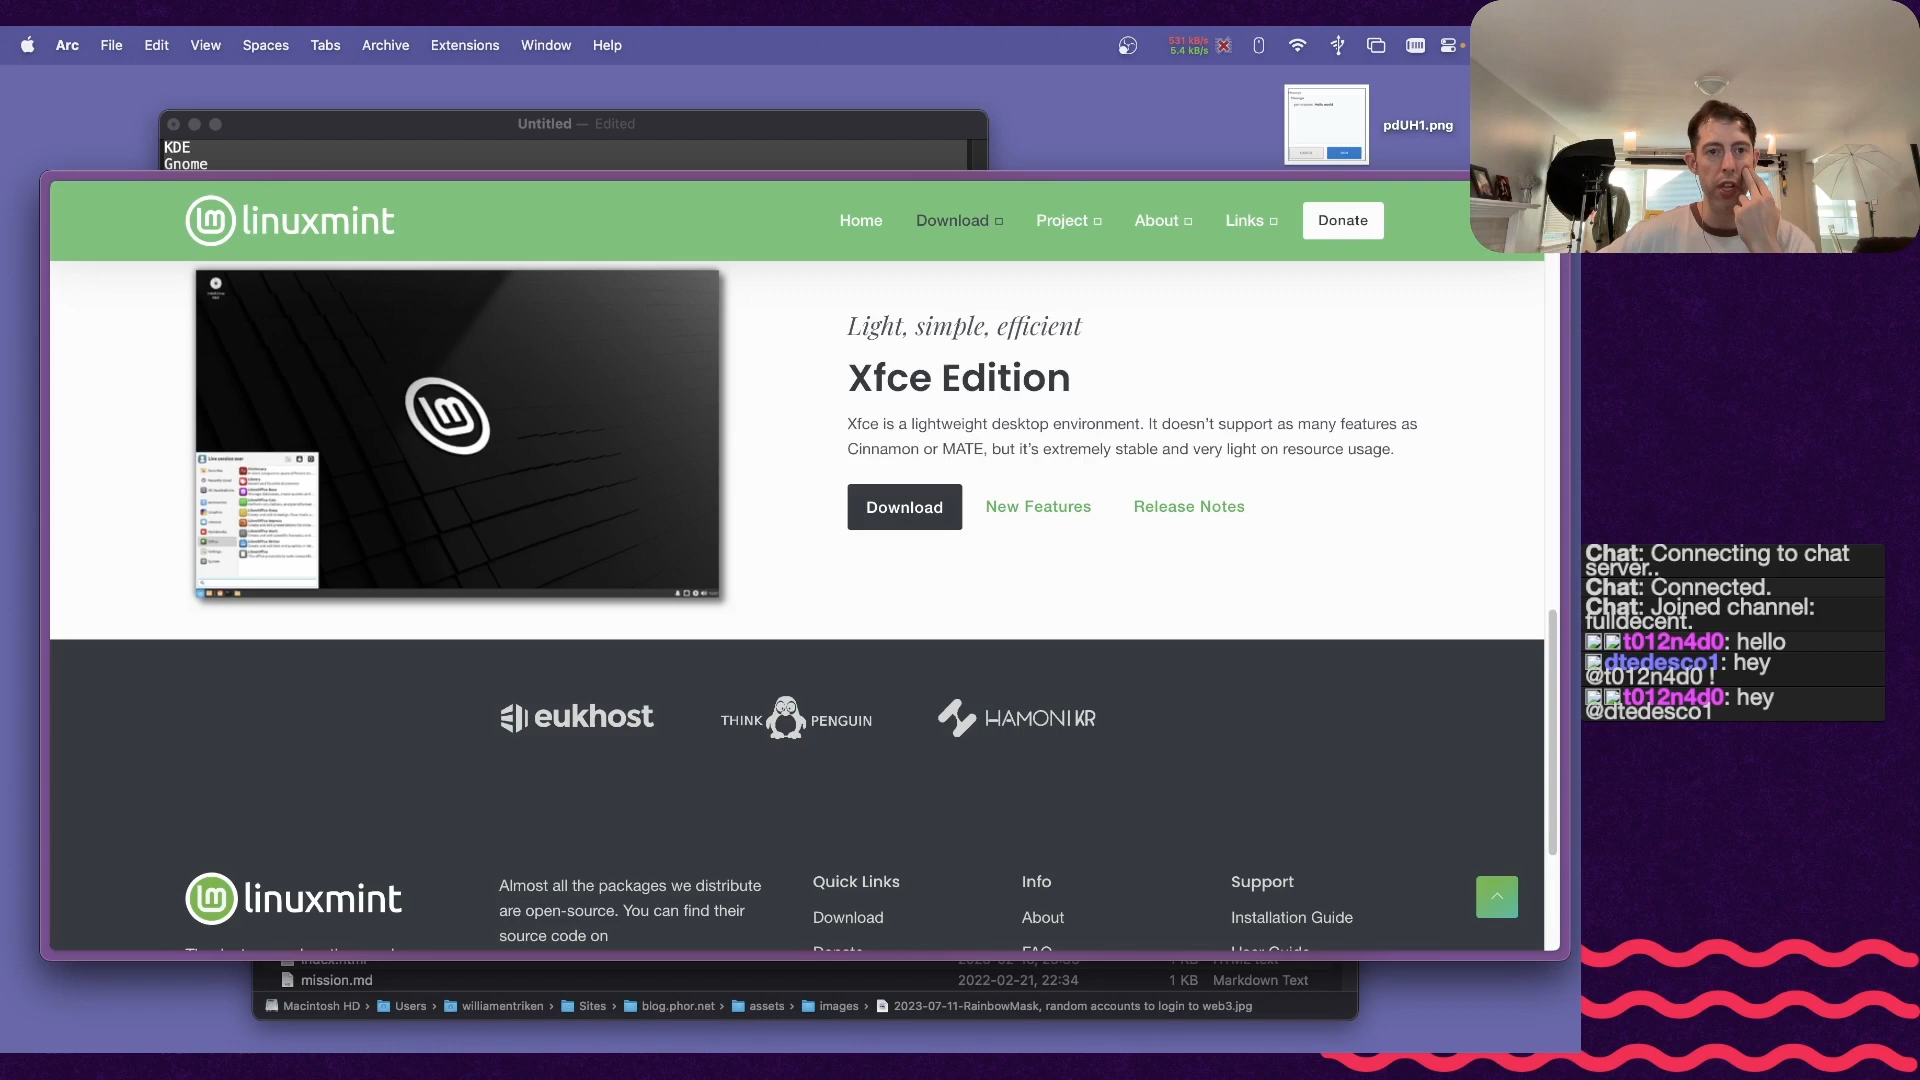 Arc File Edit View Spaces Tabs Archive Extensions Window Help
531 kB/s
5.4 kB/s
pdUH1.png
Untitled — Edited
KDE
Gnome
linuxmint
Home Download Project About Links Donate
Light, simple, efficient
Xfce Edition
Xfce is a lightweight desktop environment. It doesn't support as many features as
Cinnamon or MATE, but it's extremely stable and very light on resource usage.
Download New Features Release Notes
eukhost
THINK PENGUIN
HAMONIKR
linuxmint
Almost all the packages we distribute
are open-source. You can find their
source code on
Quick Links
Download
Info
About
Support
Installation Guide
mission.md 2022-02-21, 22:34 1 KB Markdown Text
Macintosh HD › Users › williamentriken › Sites › blog.phor.net › assets › images › 2023-07-11-RainbowMask, random accounts to login to web3.jpg
Chat: Connecting to chat
server..
Chat: Connected.
Chat: Joined channel:
fulldecent.
t012n4d0: hello
dtedesco1: hey
@t012n4d0 !
t012n4d0: hey
@dtedesco1